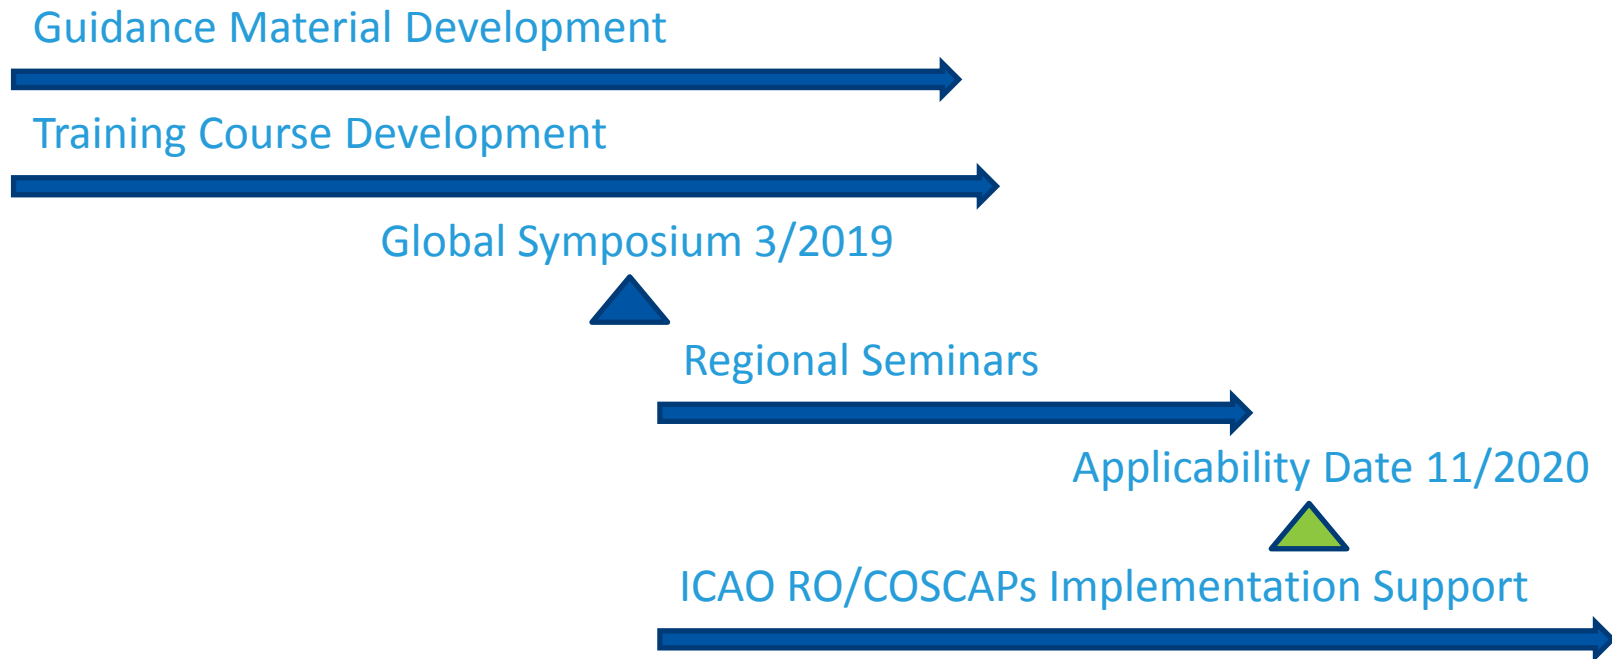 Guidance Material Development
Training Course Development
Global Symposium 3/2019
Regional Seminars
Applicability Date 11/2020
ICAO RO/COSCAPs Implementation Support